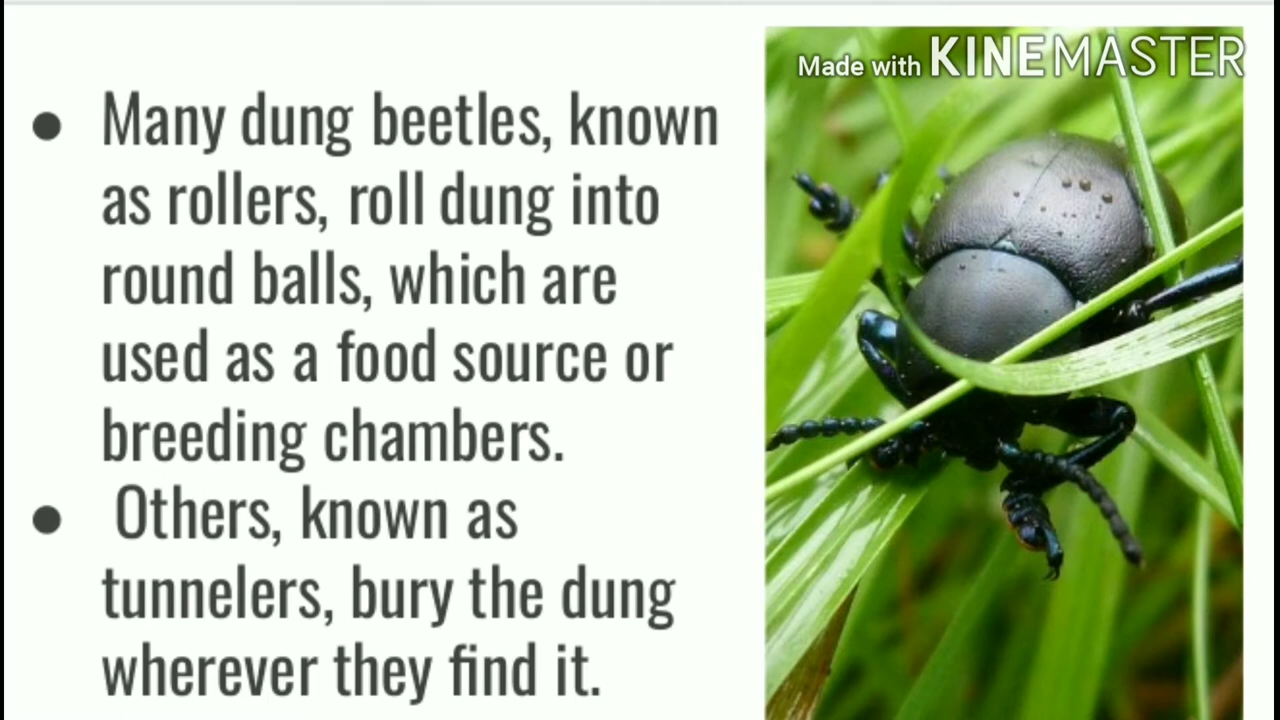 Made with KINEMASTER
● Many dung beetles, known
as rollers, roll dung into
round balls, which are
used as a food source or
breeding chambers.
● Others, known as
tunnelers, bury the dung
wherever they find it.